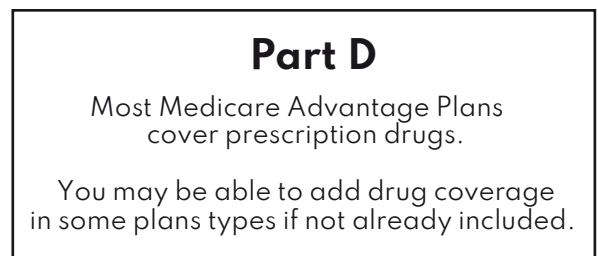 Part D
Most Medicare Advantage Plans
cover prescription drugs.
You may be able to add drug coverage
in some plans types if not already included.